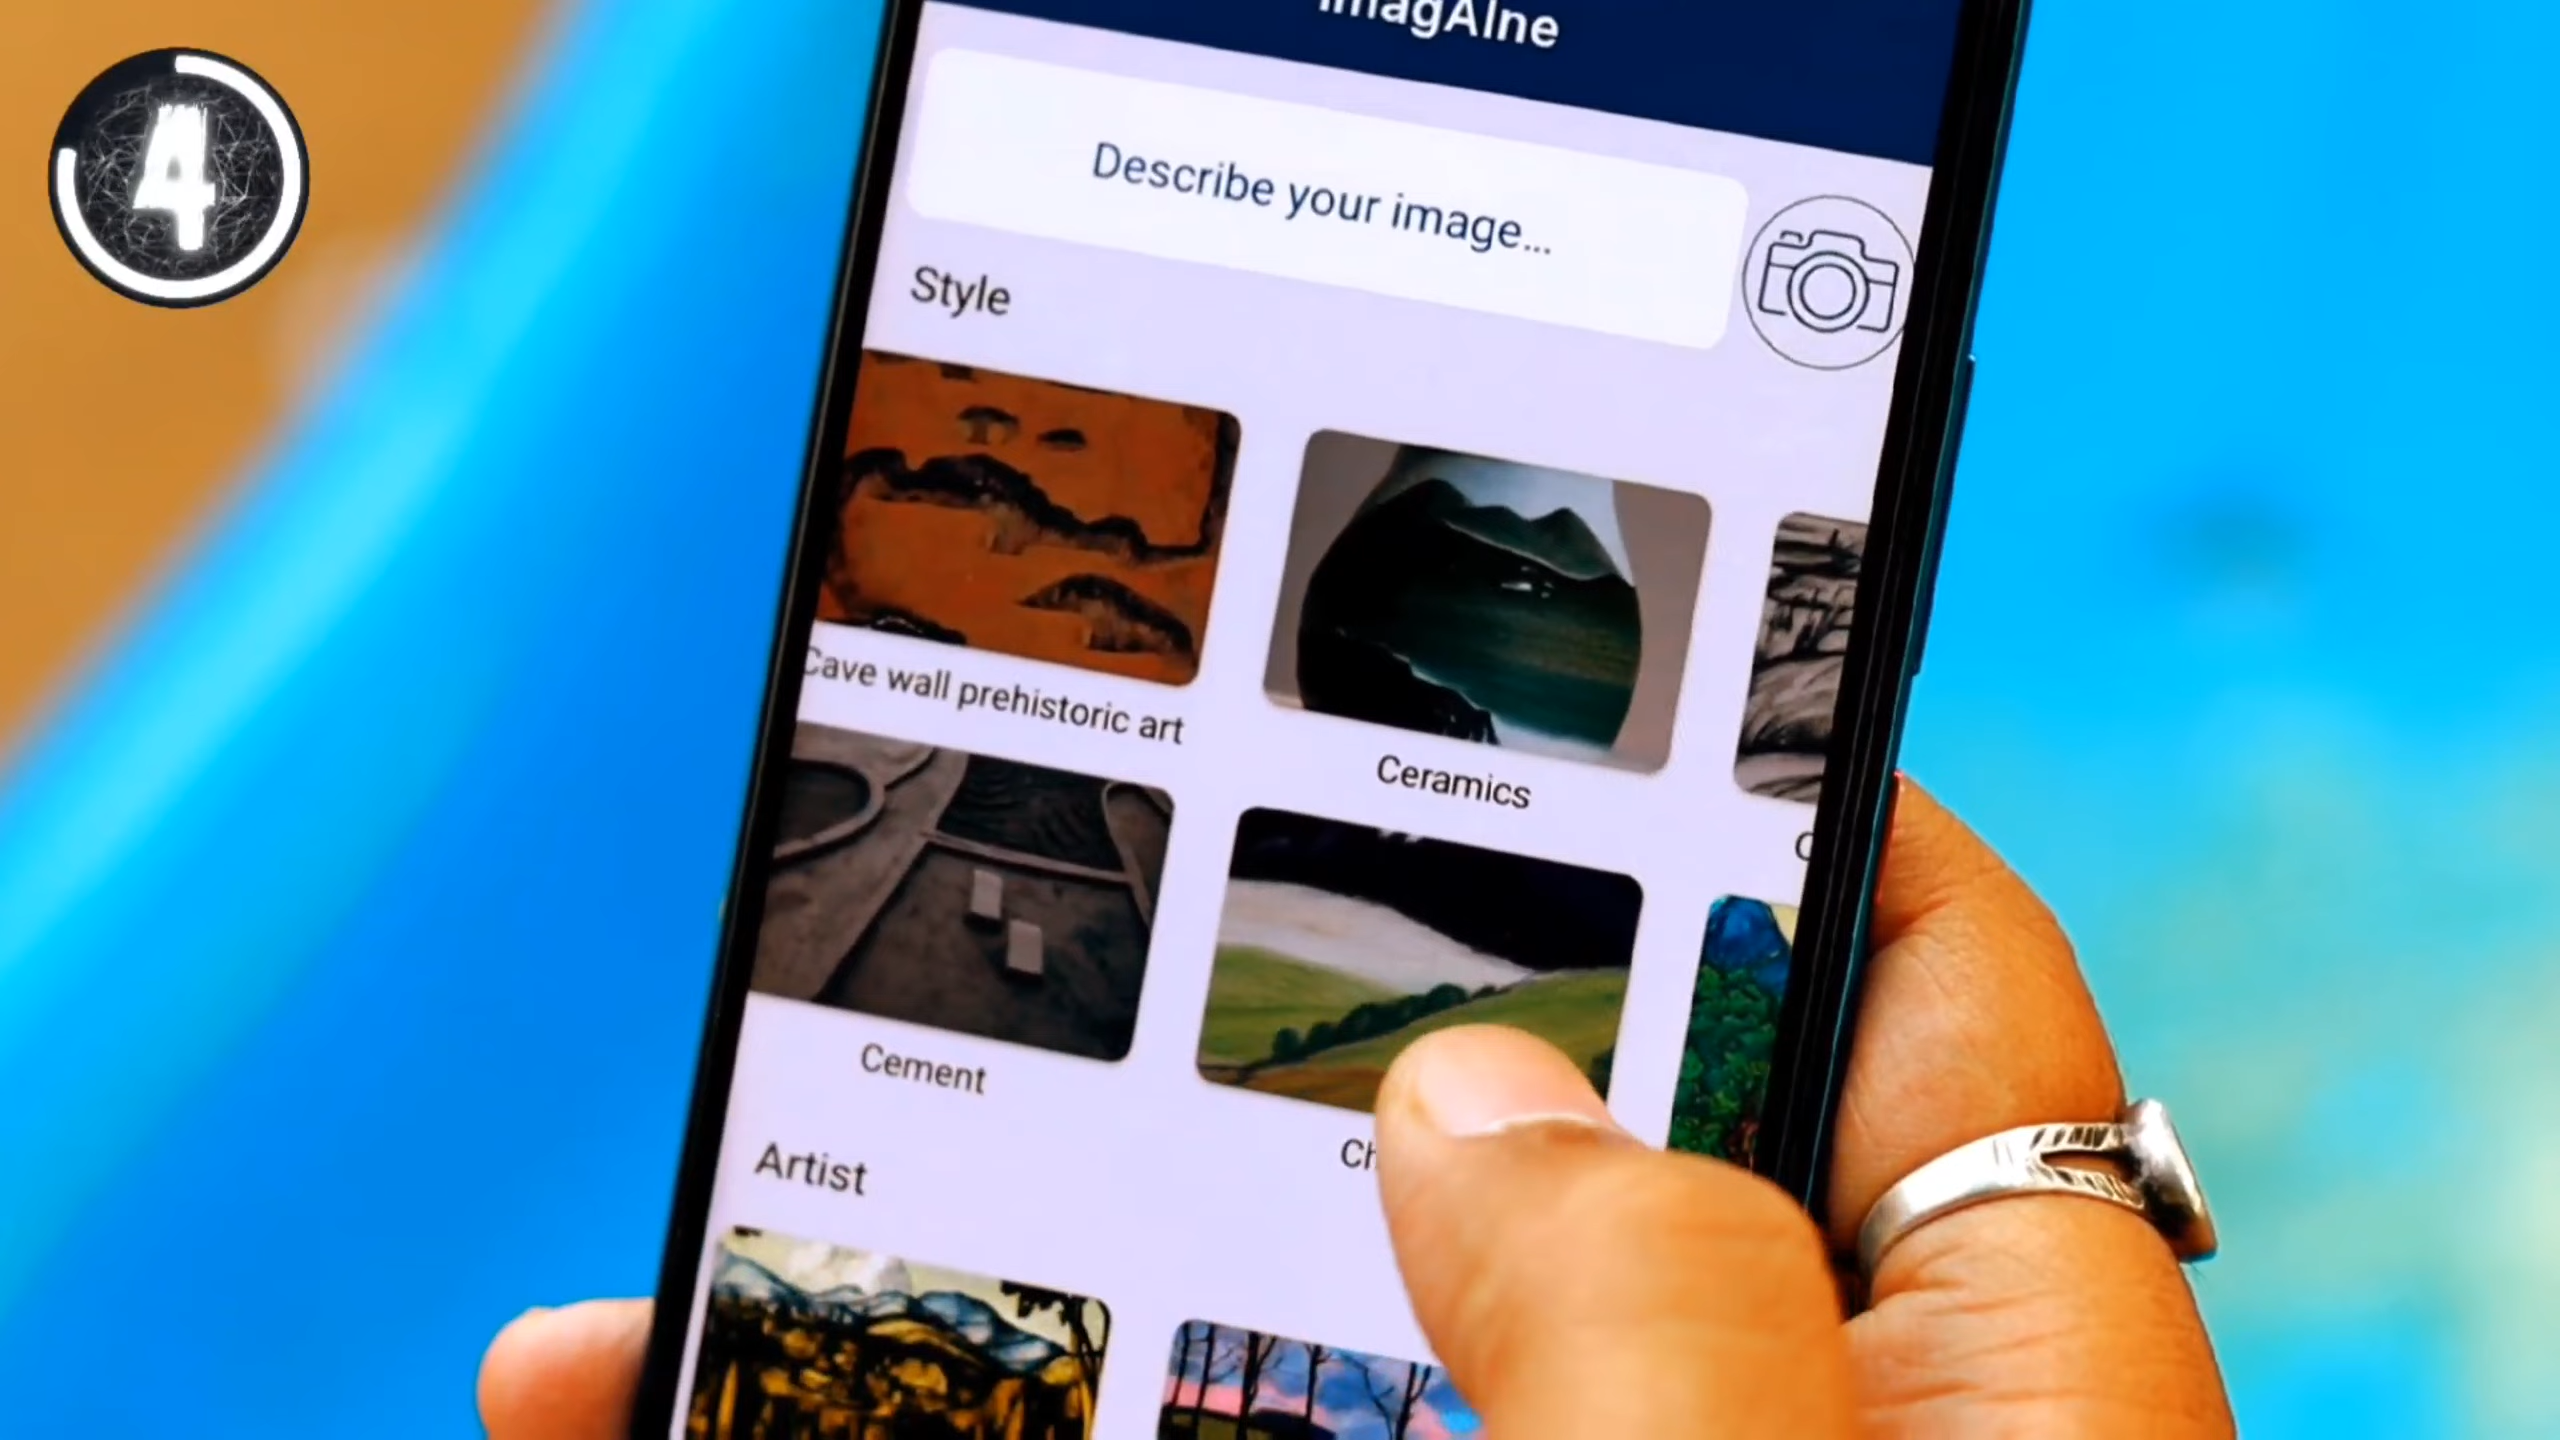 4
ImagAIne
Describe your image...
Style
Cave wall prehistoric art
Ceramics
Cement
Artist